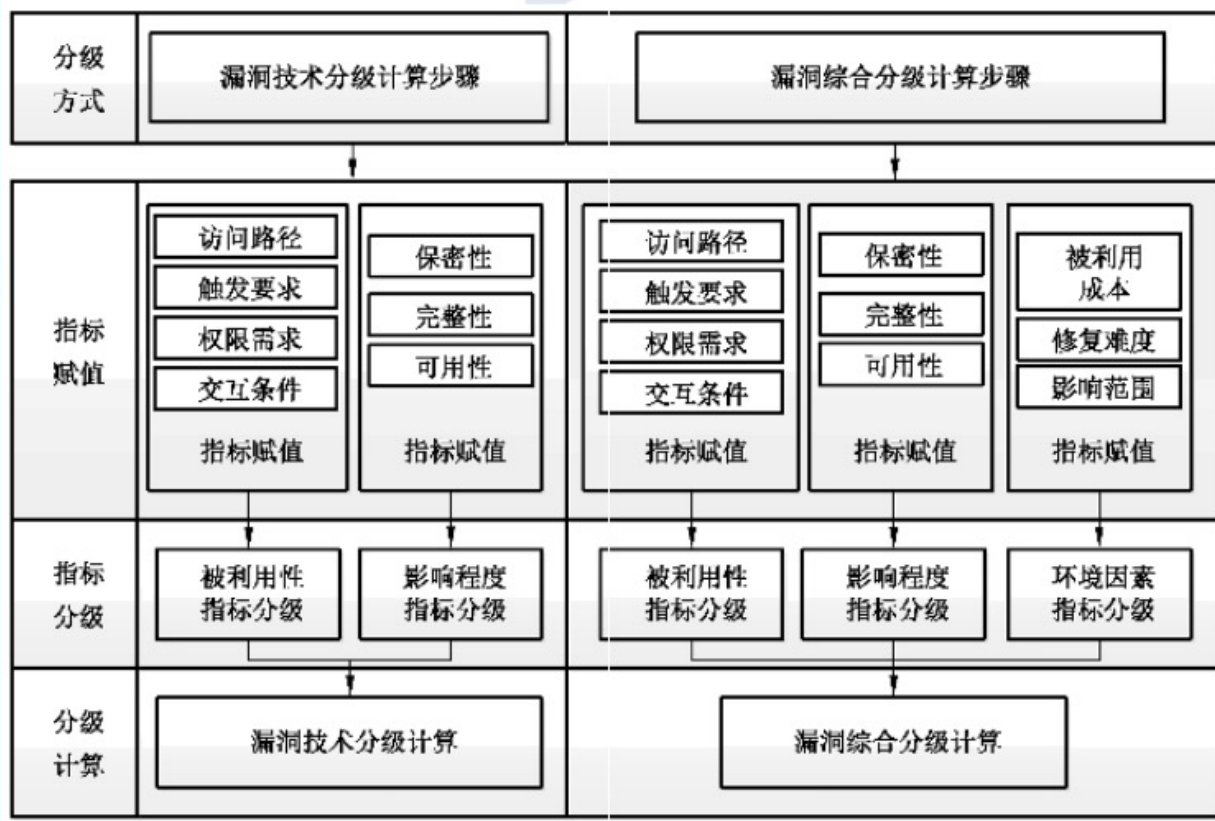 分级
方式
漏洞技术分级计算步骤
漏洞综合分级计算步骤
指标
赋值
访问路径
触发要求
权限需求
交互条件
指标赋值
保密性
完整性
可用性
指标赋值
访问路径
触发要求
权限需求
交互条件
指标赋值
保密性
完整性
可用性
指标赋值
被利用
成本
修复难度
影响范围
指标赋值
指标
分级
被利用性
指标分级
影响程度
指标分级
被利用性
指标分级
影响程度
指标分级
环境因素
指标分级
分级
计算
漏洞技术分级计算
漏洞综合分级计算